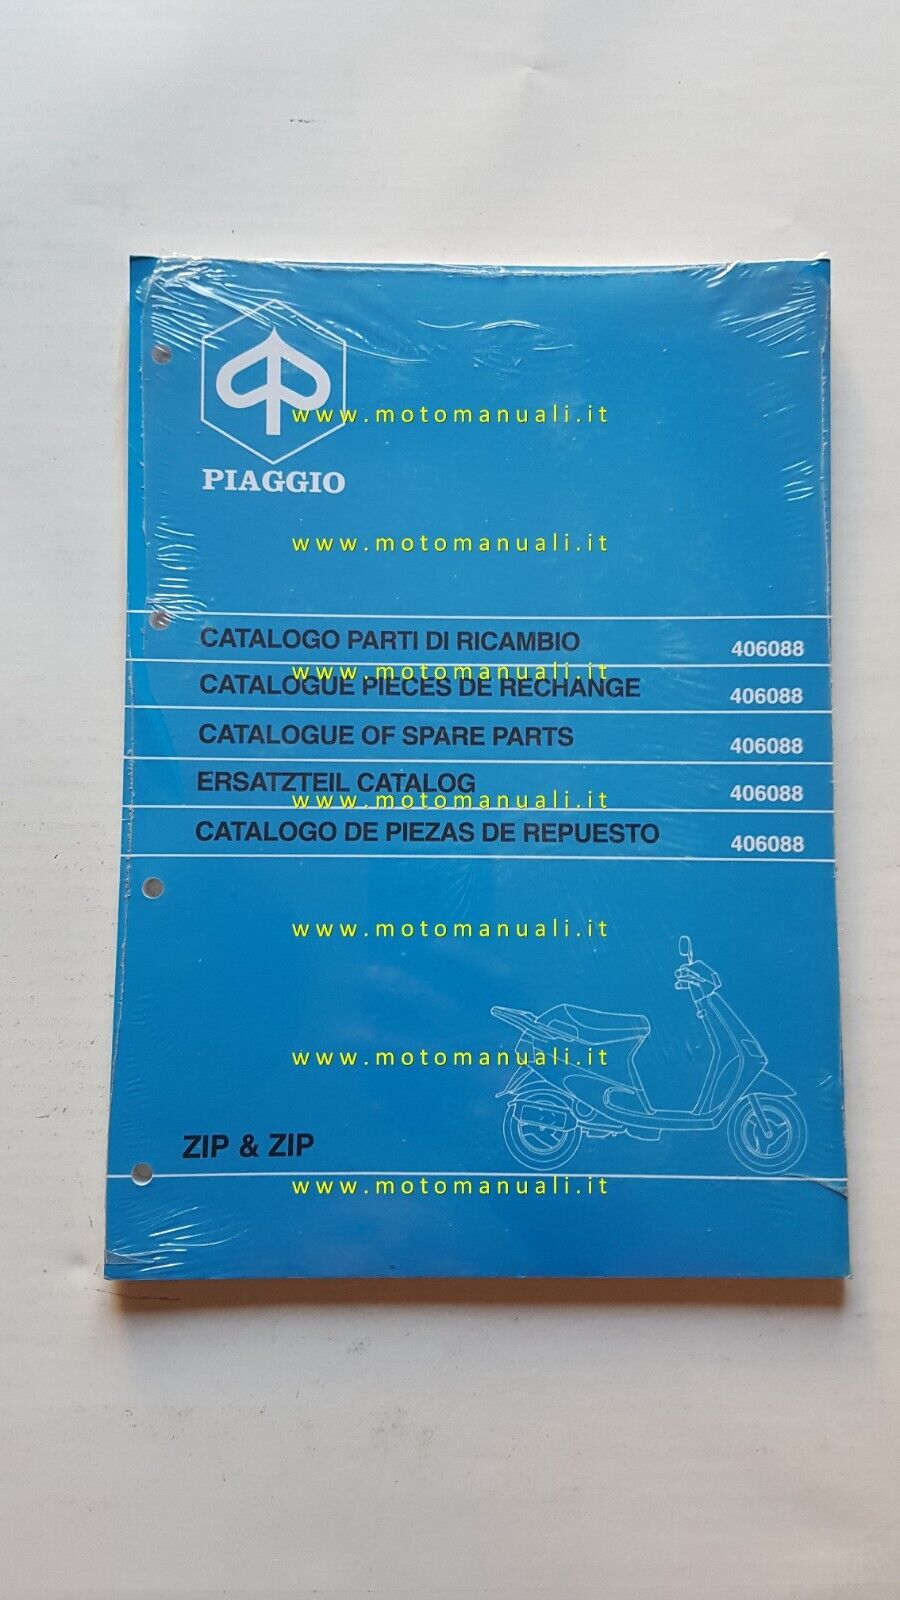 www.motomanuali.it
PIAGGIO
www.motomanuali.it
CATALOGO PARTI DI RICAMBIO 406088
www.motomanuali.it
CATALOGUE PIECES DE RECHANGE 406088
CATALOGUE OF SPARE PARTS 406088
ERSATZTEIL CATALOG 406088
www.motomanuali.it
CATALOGO DE PIEZAS DE REPUESTO 406088
www.motomanuali.it
www.motomanuali.it
ZIP & ZIP
www.motomanuali.it